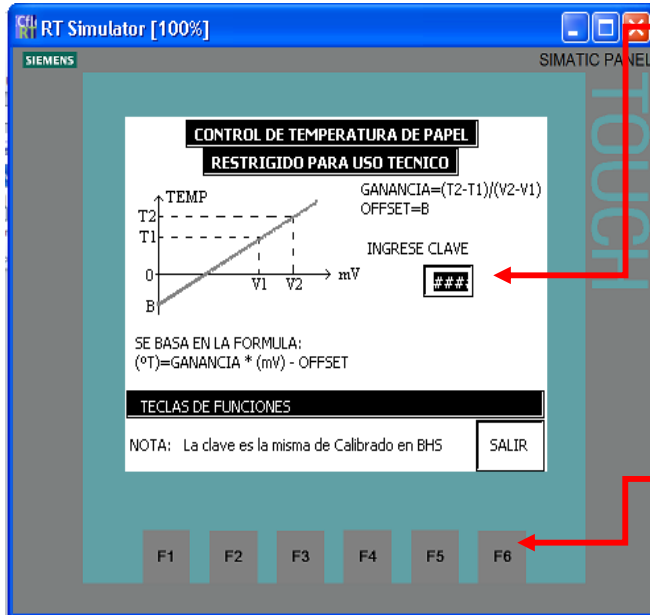 RT Simulator [100%]
SIEMENS
SIMATIC PANEL
TOUCH
CONTROL DE TEMPERATURA DE PAPEL
RESTRIGIDO PARA USO TECNICO
TEMP
T2
T1
0
B
V1 V2 mV
GANANCIA=(T2-T1)/(V2-V1)
OFFSET=B
INGRESE CLAVE
###
SE BASA EN LA FORMULA:
(ºT)=GANANCIA * (mV) - OFFSET
TECLAS DE FUNCIONES
NOTA: La clave es la misma de Calibrado en BHS
SALIR
F1 F2 F3 F4 F5 F6